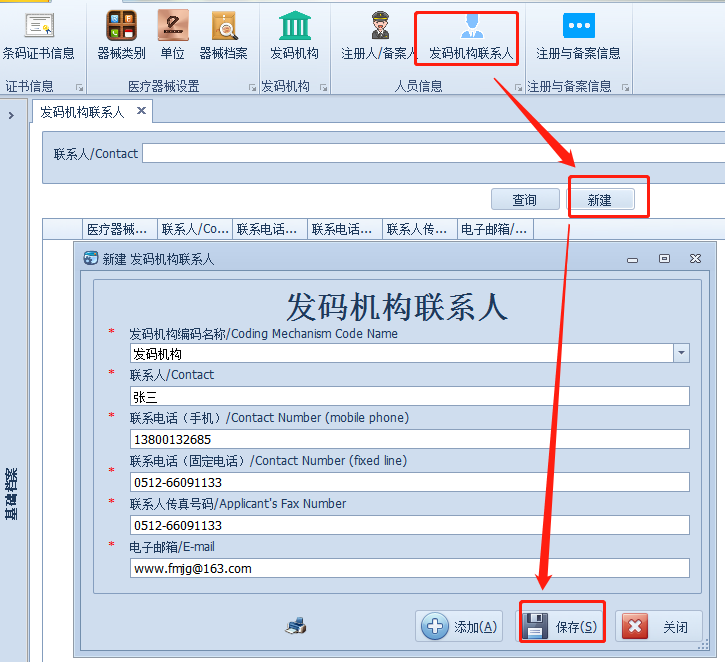 条码证书信息 器械类别 单位 器械档案 发码机构 注册人/备案人 发码机构联系人 注册与备案信息
证书信息 医疗器械设置 发码机构 人员信息 注册与备案信息
发码机构联系人
联系人/Contact
查询 新建
医疗器械... 联系人/Co... 联系电话... 联系电话... 联系人传... 电子邮箱/...
新建 发码机构联系人
发码机构联系人
* 发码机构编码名称/Coding Mechanism Code Name
发码机构
* 联系人/Contact
张三
* 联系电话（手机）/Contact Number (mobile phone)
13800132685
* 联系电话（固定电话）/Contact Number (fixed line)
0512-66091133
* 联系人传真号码/Applicant's Fax Number
0512-66091133
* 电子邮箱/E-mail
www.fmjg@163.com
添加(A) 保存(S) 关闭
基础档案